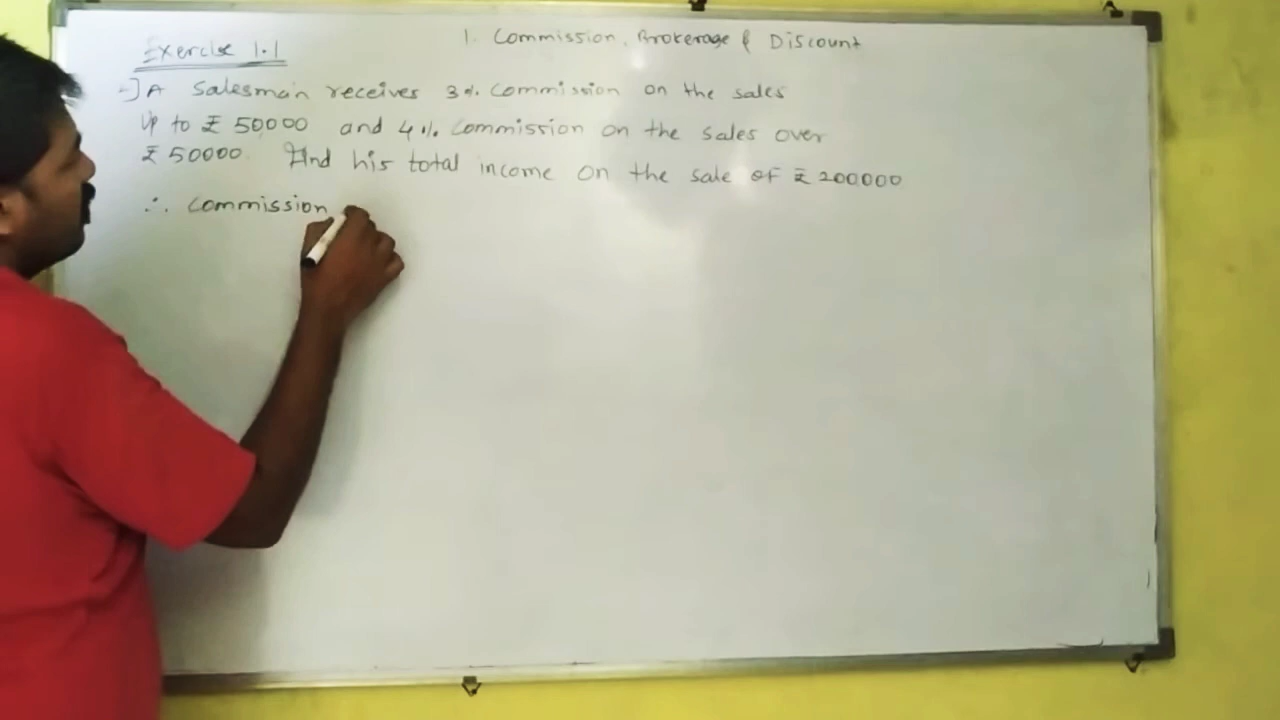 1. Commission, Brokerage & Discount
Exercise 1.1
A Salesman receives 3% Commission on the sales
Up to ₹ 50000 and 4% Commission on the sales over
₹ 50000. Find his total income on the sale of ₹ 200000
∴ Commission